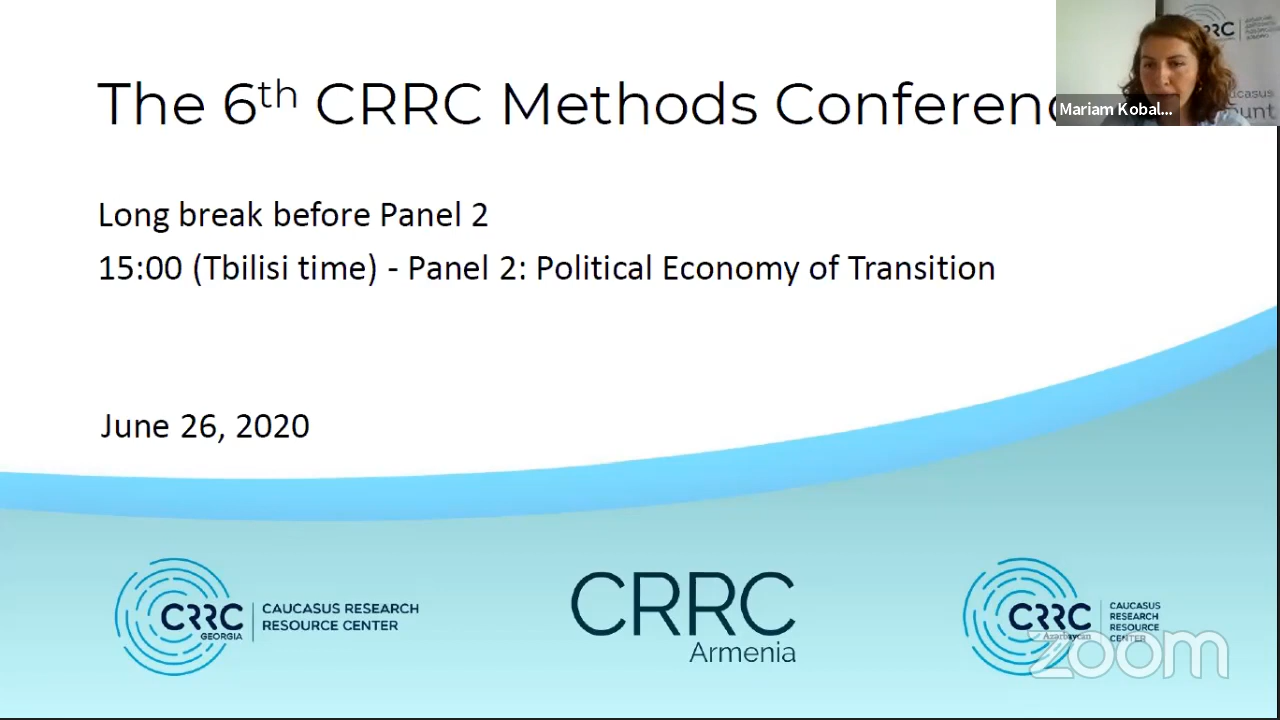 The 6th CRRC Methods Conferenc
Mariam Kobal...
Long break before Panel 2
15:00 (Tbilisi time) - Panel 2: Political Economy of Transition
June 26, 2020
CRRC
GEORGIA
CAUCASUS RESEARCH
RESOURCE CENTER
CRRC
Armenia
CRRC
Azərbaycan
CAUCASUS
RESEARCH
RESOURCE
CENTER
zoom